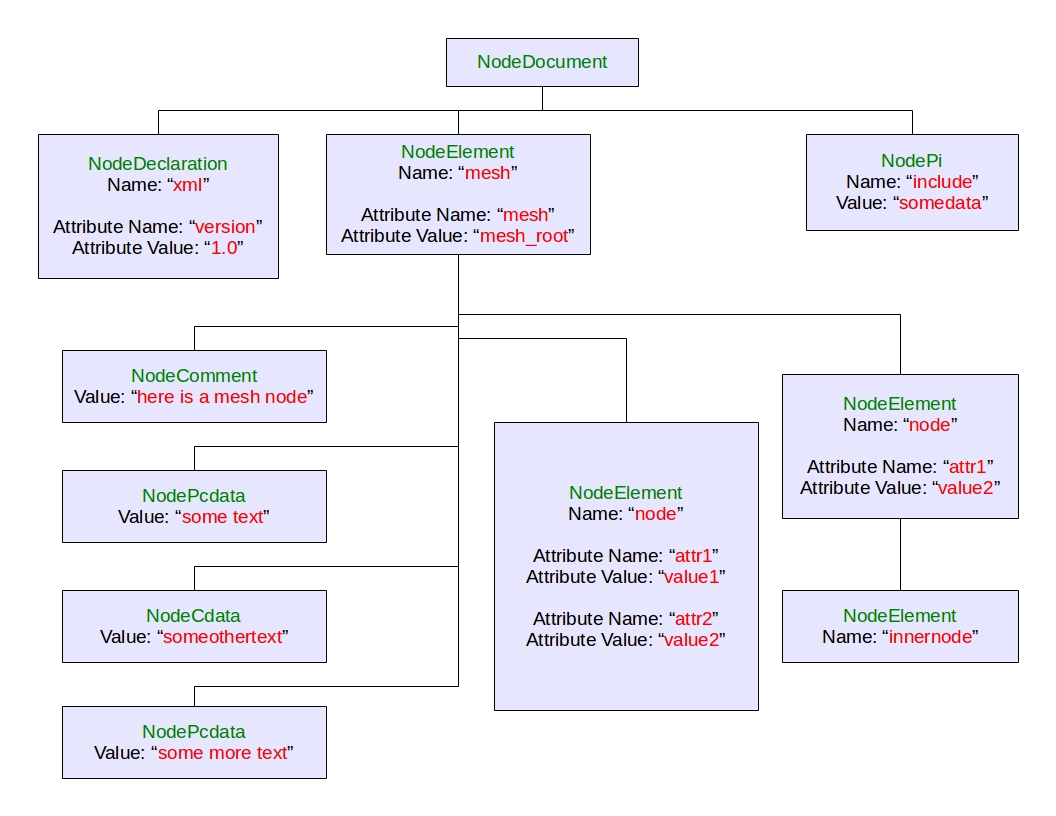 NodeDocument
NodeDeclaration
Name: “xml”
Attribute Name: “version”
Attribute Value: “1.0”
NodeElement
Name: “mesh”
Attribute Name: “mesh”
Attribute Value: “mesh_root”
NodePi
Name: “include”
Value: “somedata”
NodeComment
Value: “here is a mesh node”
NodePcdata
Value: “some text”
NodeCdata
Value: “someothertext”
NodePcdata
Value: “some more text”
NodeElement
Name: “node”
Attribute Name: “attr1”
Attribute Value: “value1”
Attribute Name: “attr2”
Attribute Value: “value2”
NodeElement
Name: “node”
Attribute Name: “attr1”
Attribute Value: “value2”
NodeElement
Name: “innernode”